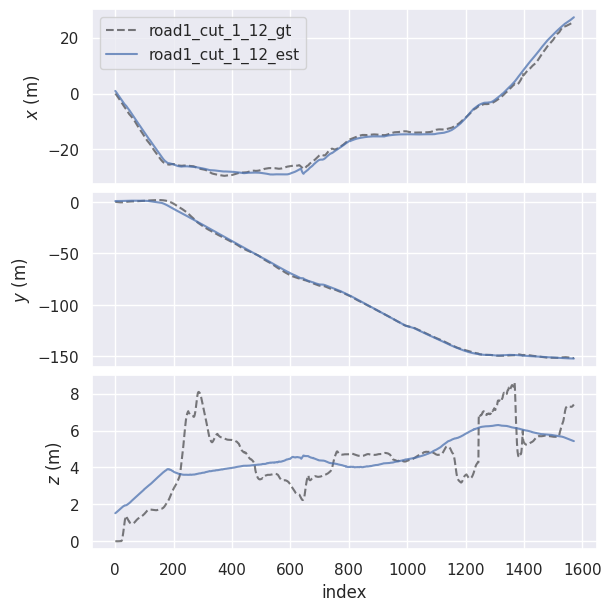 20
0
−20
x (m)
road1_cut_1_12_gt
road1_cut_1_12_est
0
−50
−100
−150
y (m)
8
6
4
2
0
z (m)
0 200 400 600 800 1000 1200 1400 1600
index